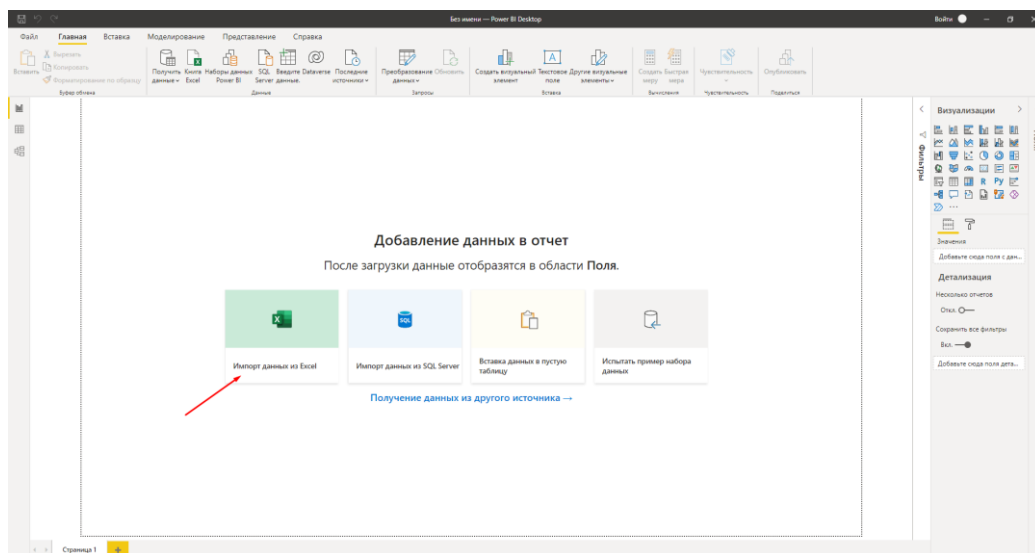 Без имени — Power BI Desktop
Войти
Файл Главная Вставка Моделирование Представление Справка
Вставить
Вырезать
Копировать
Форматирование по образцу
Буфер обмена
Получить данные
Книга Excel
Наборы данных Power BI
SQL Server
Введите данные.
Dataverse
Последние источники
Данные
Преобразование данных
Обновить
Запросы
Создать визуальный элемент
Текстовое поле
Другие визуальные элементы
Вставка
Создать меру
Быстрая мера
Вычисления
Чувствительность
Чувствительность
Опубликовать
Поделиться
Добавление данных в отчет
После загрузки данные отобразятся в области Поля.
Импорт данных из Excel
SQL
Импорт данных из SQL Server
Вставка данных в пустую
таблицу
Испытать пример набора
данных
Получение данных из другого источника →
Фильтры
Визуализации
R Py
Значения
Добавьте сюда поля с дан...
Детализация
Несколько отчетов
Откл.
Сохранить все фильтры
Вкл.
Добавьте сюда поля дета...
Страница 1